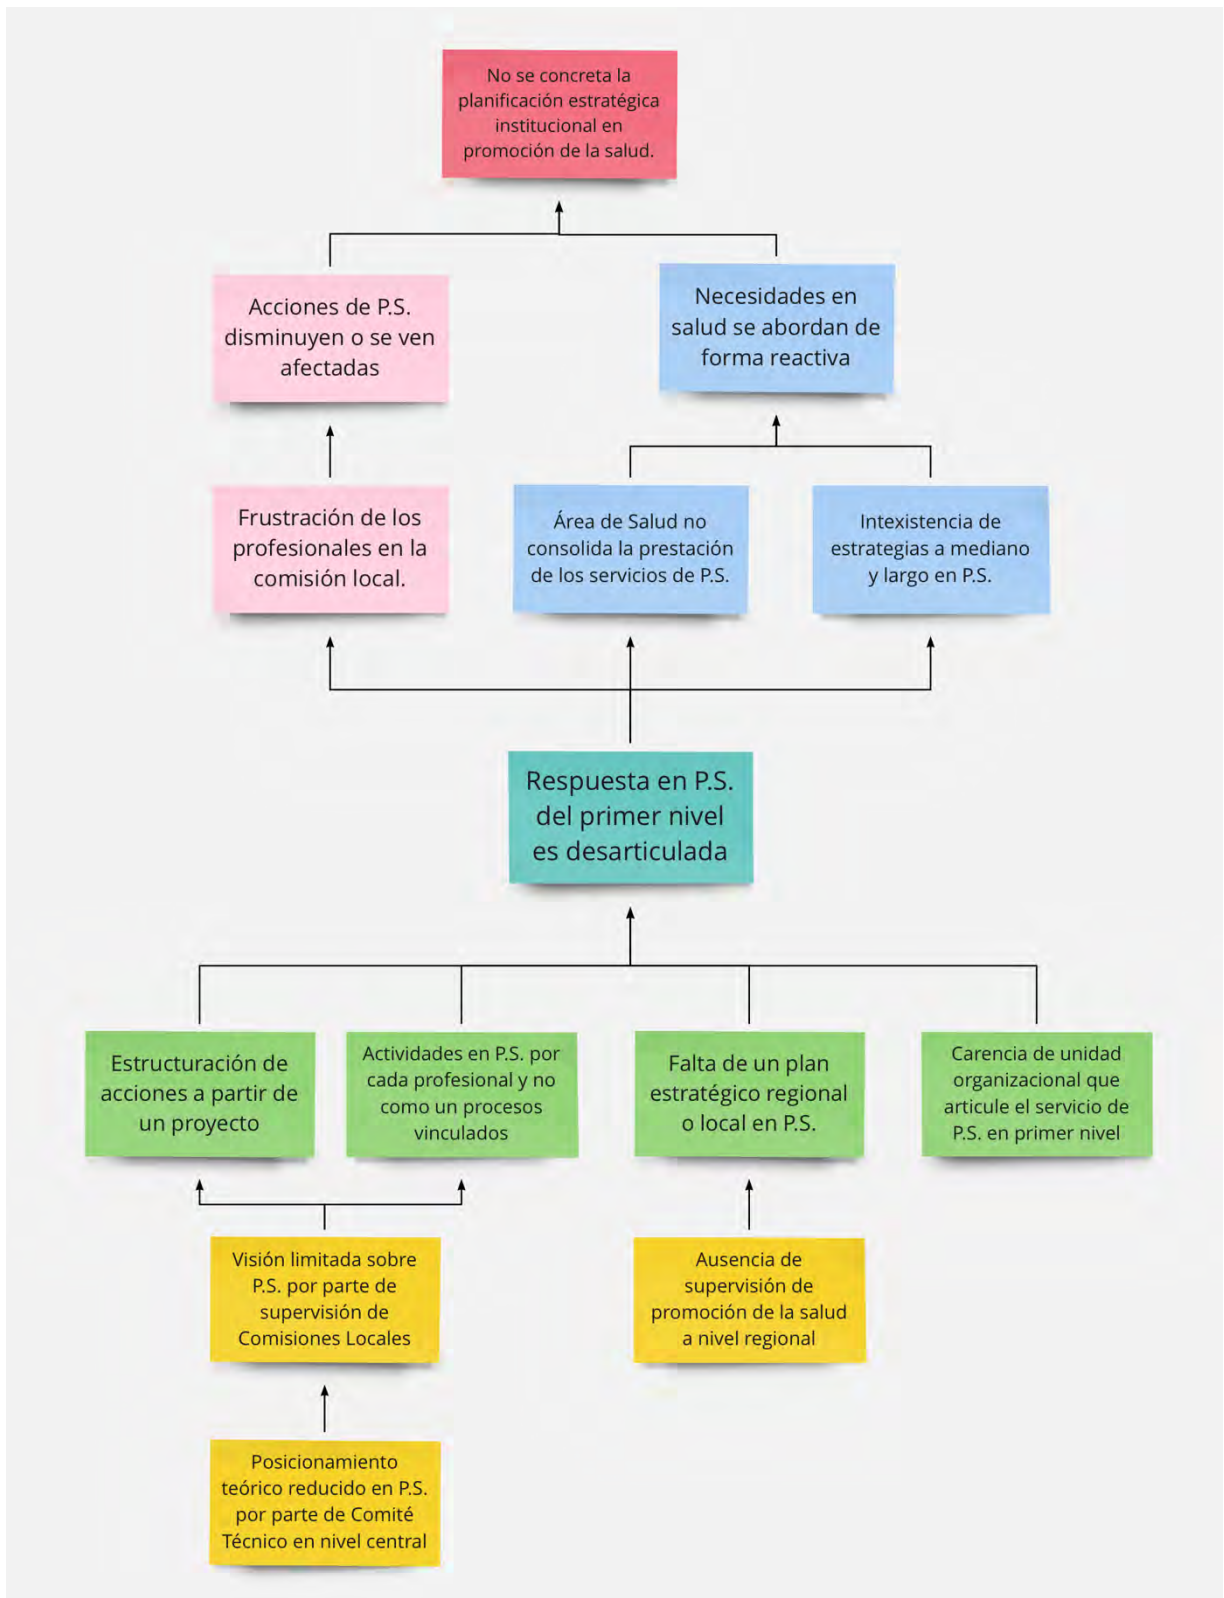 No se concreta la
planificación estratégica
institucional en
promoción de la salud.
Acciones de P.S.
disminuyen o se ven
afectadas
Necesidades en
salud se abordan de
forma reactiva
Frustración de los
profesionales en la
comisión local.
Área de Salud no
consolida la prestación
de los servicios de P.S.
Intexistencia de
estrategias a mediano
y largo en P.S.
Respuesta en P.S.
del primer nivel
es desarticulada
Estructuración de
acciones a partir de
un proyecto
Actividades en P.S. por
cada profesional y no
como un procesos
vinculados
Falta de un plan
estratégico regional
o local en P.S.
Carencia de unidad
organizacional que
articule el servicio de
P.S. en primer nivel
Visión limitada sobre
P.S. por parte de
supervisión de
Comisiones Locales
Ausencia de
supervisión de
promoción de la salud
a nivel regional
Posicionamiento
teórico reducido en P.S.
por parte de Comité
Técnico en nivel central